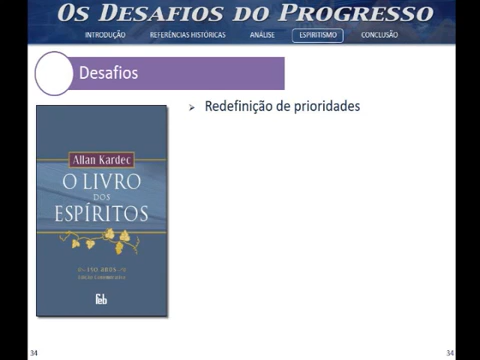 OS DESAFIOS DO PROGRESSO
INTRODUÇÃO REFERÊNCIAS HISTÓRICAS ANÁLISE ESPIRITISMO CONCLUSÃO
Desafios
➢ Redefinição de prioridades
Allan Kardec
O LIVRO
DOS
ESPÍRITOS
feb
34 34